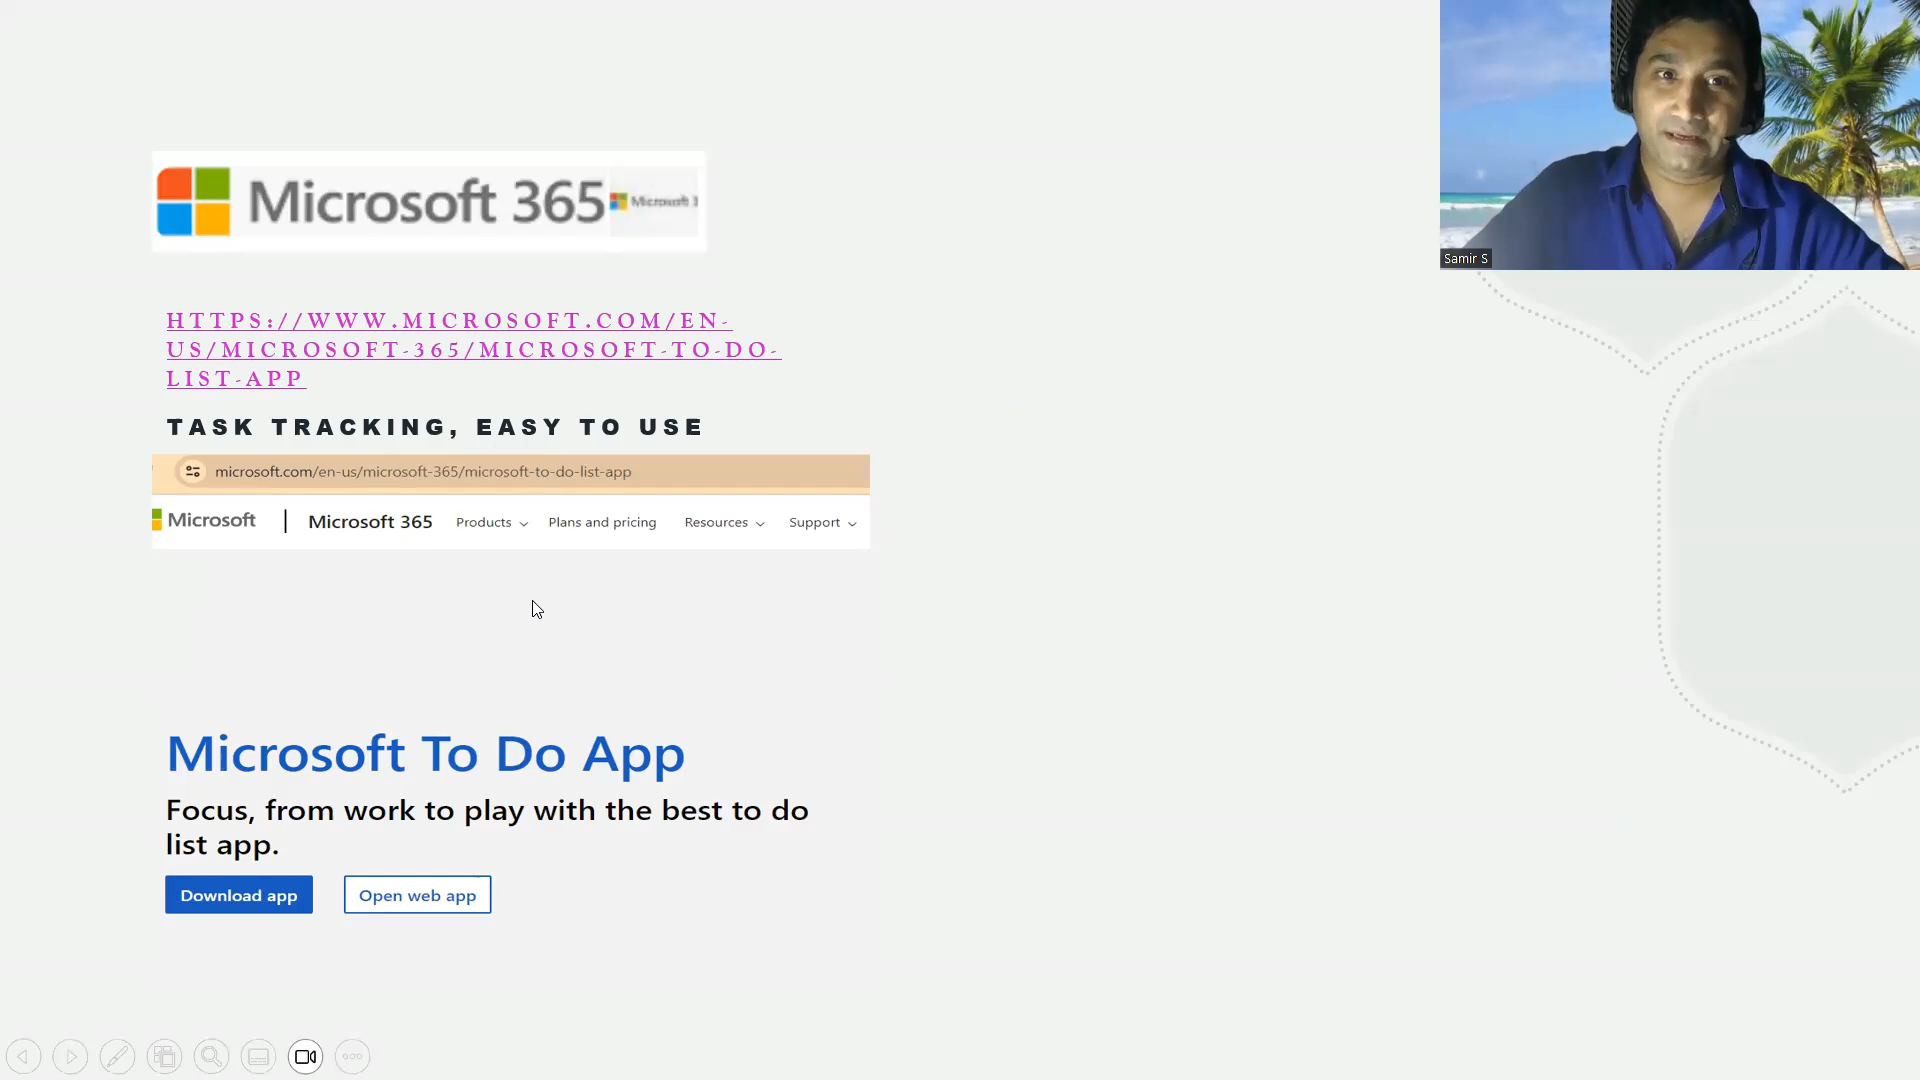 Microsoft 365
Samir S
HTTPS://WWW.MICROSOFT.COM/EN-
US/MICROSOFT-365/MICROSOFT-TO-DO-
LIST-APP
TASK TRACKING, EASY TO USE
microsoft.com/en-us/microsoft-365/microsoft-to-do-list-app
Microsoft | Microsoft 365 Products Plans and pricing Resources Support
Microsoft To Do App
Focus, from work to play with the best to do
list app.
Download app Open web app